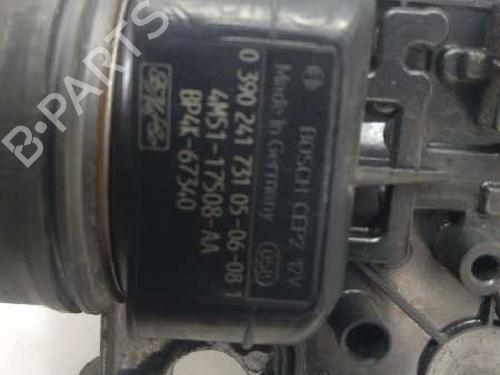 BOSCH CEP2 12V
Made in Germany 058
0 390 241 731 05-06-08 1
4M51-17508-AA
BP4K-67340